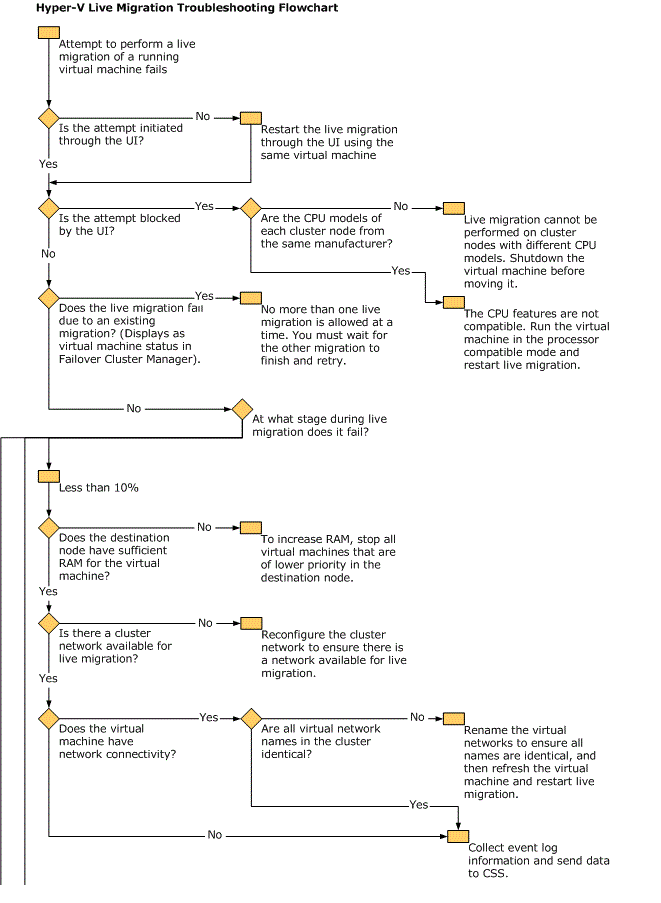 Hyper-V Live Migration Troubleshooting Flowchart
Attempt to perform a live
migration of a running
virtual machine fails
No
Is the attempt initiated
through the UI?
Restart the live migration
through the UI using the
same virtual machine
Yes
Yes
No
Is the attempt blocked
by the UI?
Are the CPU models of
each cluster node from
the same manufacturer?
Live migration cannot be
performed on cluster
nodes with different CPU
models. Shutdown the
virtual machine before
moving it.
No
Yes
Yes
Does the live migration fail
due to an existing
migration? (Displays as
virtual machine status in
Failover Cluster Manager).
No more than one live
migration is allowed at a
time. You must wait for
the other migration to
finish and retry.
The CPU features are not
compatible. Run the virtual
machine in the processor
compatible mode and
restart live migration.
No
At what stage during live
migration does it fail?
Less than 10%
No
Does the destination
node have sufficient
RAM for the virtual
machine?
To increase RAM, stop all
virtual machines that are
of lower priority in the
destination node.
Yes
No
Is there a cluster
network available for
live migration?
Reconfigure the cluster
network to ensure there is
a network available for live
migration.
Yes
Yes
No
Does the virtual
machine have
network connectivity?
Are all virtual network
names in the cluster
identical?
Rename the virtual
networks to ensure all
names are identical, and
then refresh the virtual
machine and restart live
migration.
Yes
No
Collect event log
information and send data
to CSS.